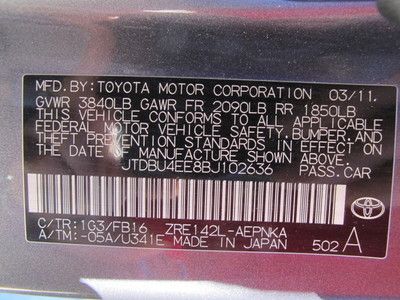 MFD.BY:TOYOTA MOTOR CORPORATION 03/11.
GVWR 3840LB GAWR FR 2090LB RR 1850LB
THIS VEHICLE CONFORMS TO ALL APPLICABLE
FEDERAL MOTOR VEHICLE SAFETY,BUMPER,AND
THEFT PREVENTION STANDARDS IN EFFECT ON
THE DATE OF MANUFACTURE SHOWN ABOVE.
JTDBU4EE8BJ102636
PASS.CAR
C/TR:1G3/FB16 ZRE142L-AEPNKA
A/TM:-05A/U341E
MADE IN JAPAN 502 A
TOYOTA